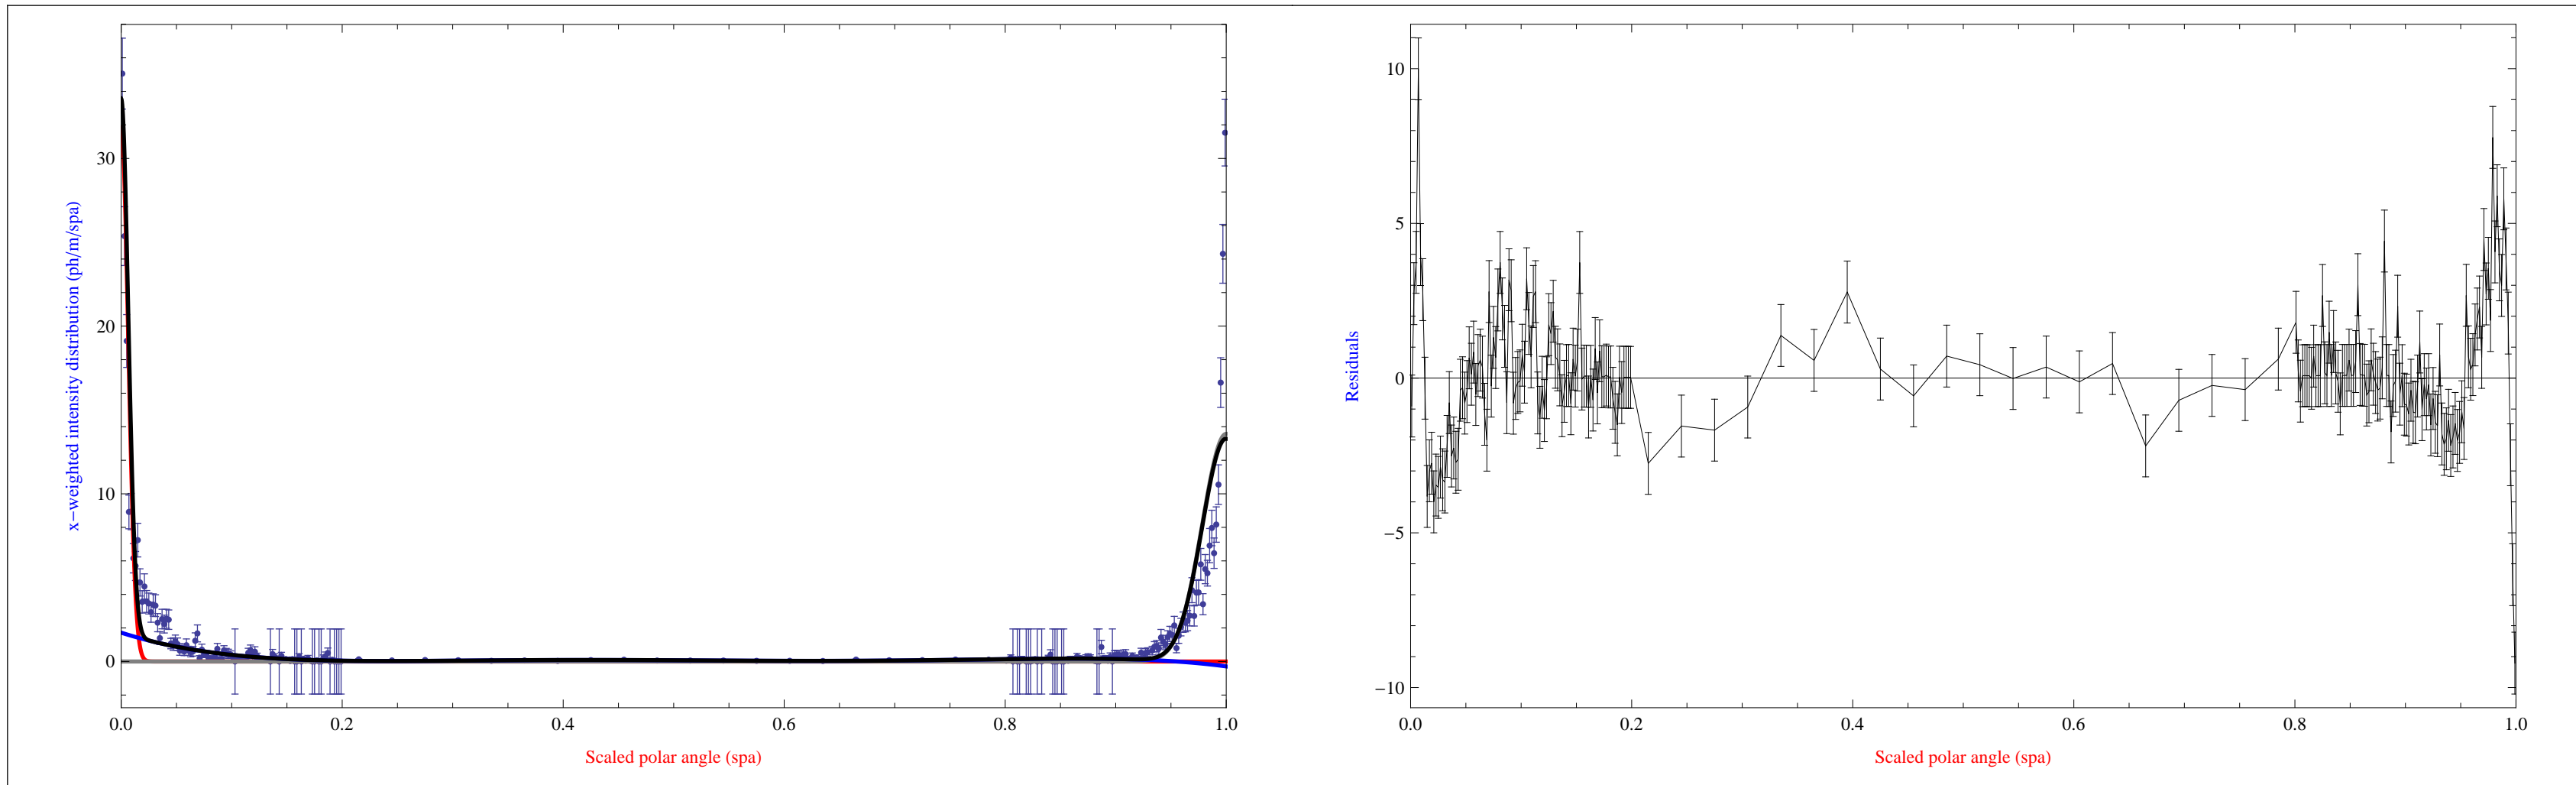 x−weighted intensity distribution (ph/m/spa)
30
20
10
0
0.0 0.2 0.4 0.6 0.8 1.0
Scaled polar angle (spa)
Residuals
10
5
0
−5
−10
0.0 0.2 0.4 0.6 0.8 1.0
Scaled polar angle (spa)